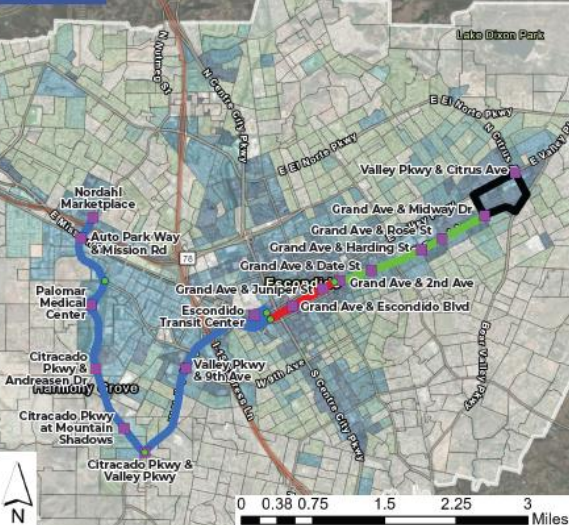 Lake Dixon Park
N Nutmeg St
N Centre City Pkwy
E El Norte Pkwy
N Citrus
E Valley P
E El Norte Pkwy
Valley Pkwy & Citrus Ave
Nordahl
Marketplace
Grand Ave & Midway Dr
E Mis
Auto Park Way
& Mission Rd
Grand Ave & Rose St
Grand Ave & Harding St
78
Grand Ave & Date St
Escondido
Grand Ave & 2nd Ave
Grand Ave & Juniper St
Palomar
Medical
Center
Escondido
Transit Center
Grand Ave & Escondido Blvd
Citracado
Pkwy &
Andreasen Dr
Valley Pkwy
& 9th Ave
W 9th Ave
Bear Valley Pkwy
S Centre City Pkwy
Harmony Grove
Citracado Pkwy
at Mountain
Shadows
Citracado Pkwy &
Valley Pkwy
N
0 0.38 0.75 1.5 2.25 3
Miles